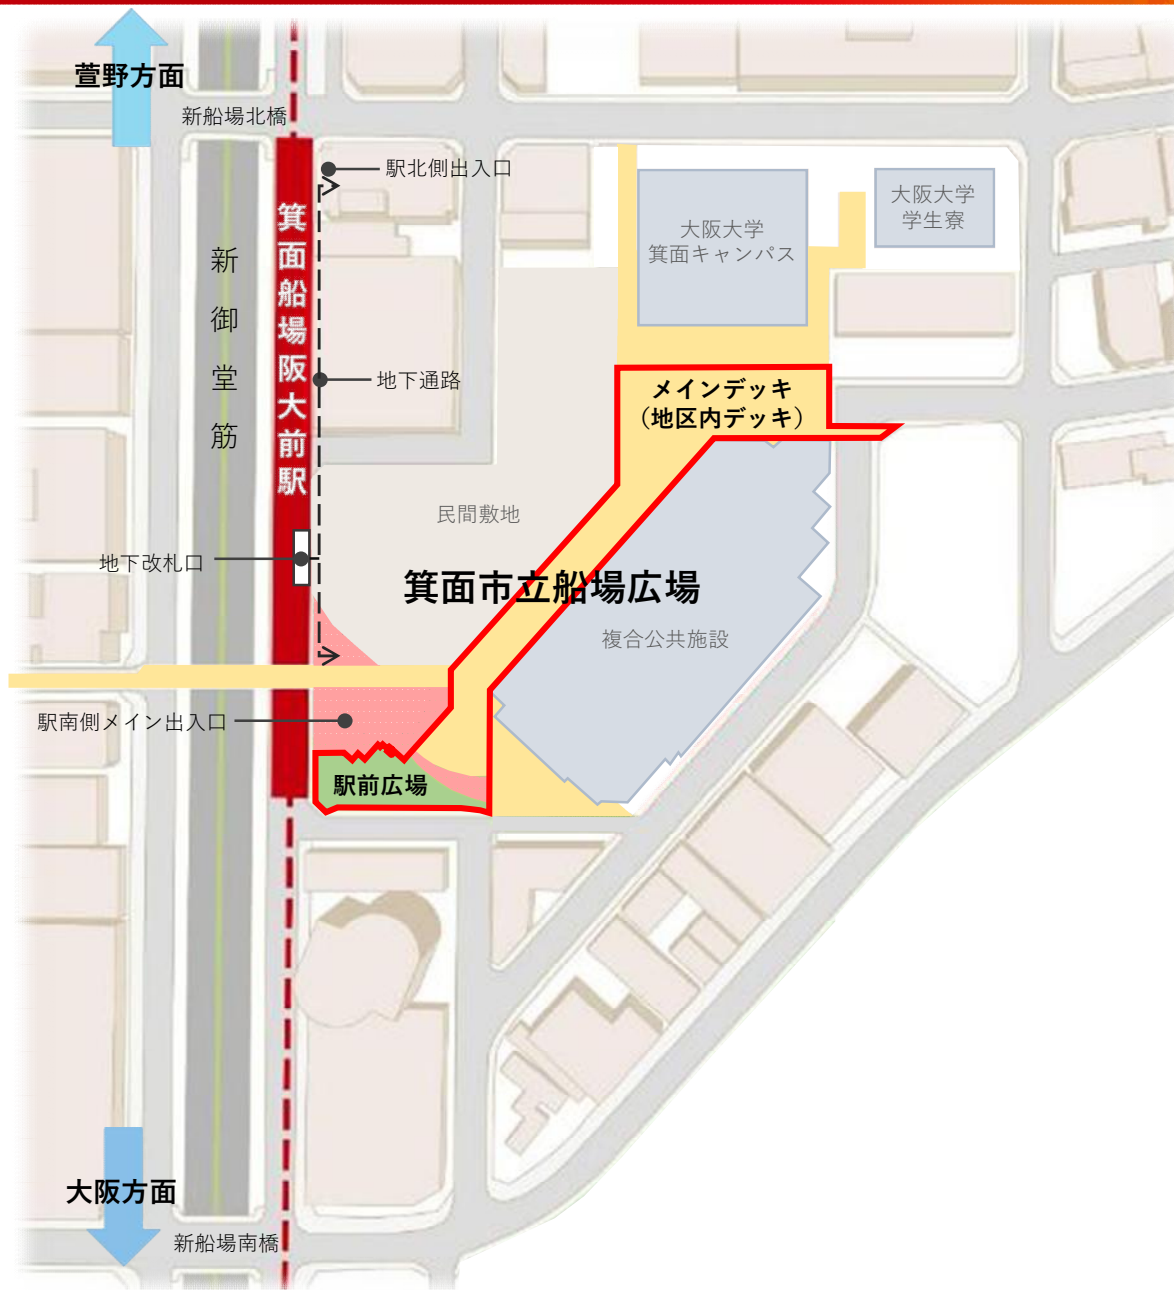 萱野方面
新船場北橋
駅北側出入口
大阪大学
学生寮
大阪大学
箕面キャンパス
箕面船場阪大前駅
新御堂筋
地下通路
メインデッキ
（地区内デッキ）
民間敷地
地下改札口
箕面市立船場広場
複合公共施設
駅南側メイン出入口
駅前広場
大阪方面
新船場南橋